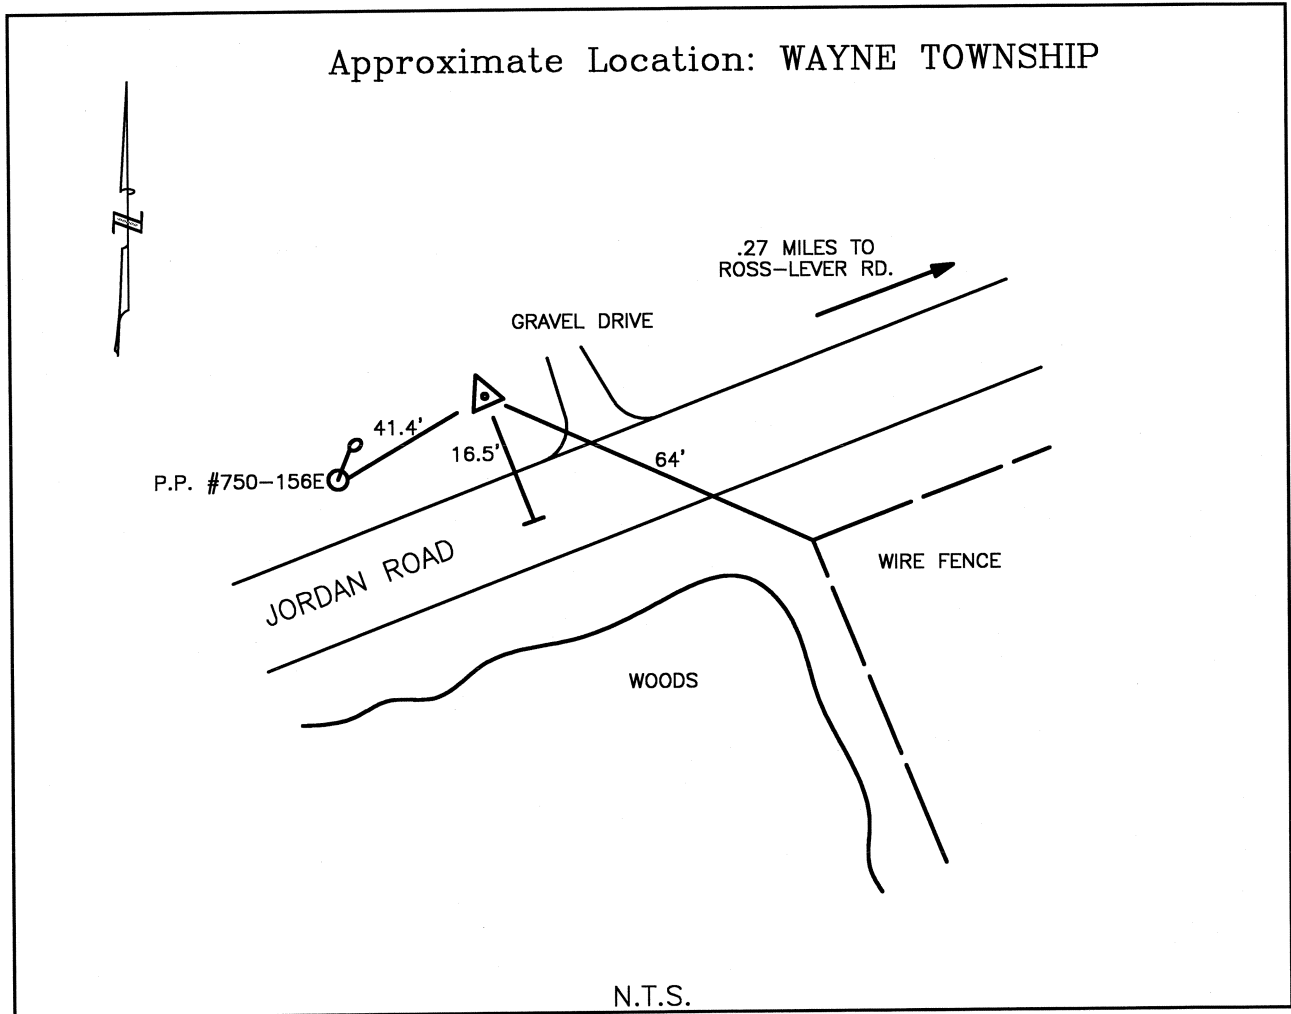 Approximate Location: WAYNE TOWNSHIP
N
.27 MILES TO
ROSS-LEVER RD.
GRAVEL DRIVE
41.4'
16.5'
64'
P.P. #750-156E
JORDAN ROAD
WIRE FENCE
WOODS
N.T.S.